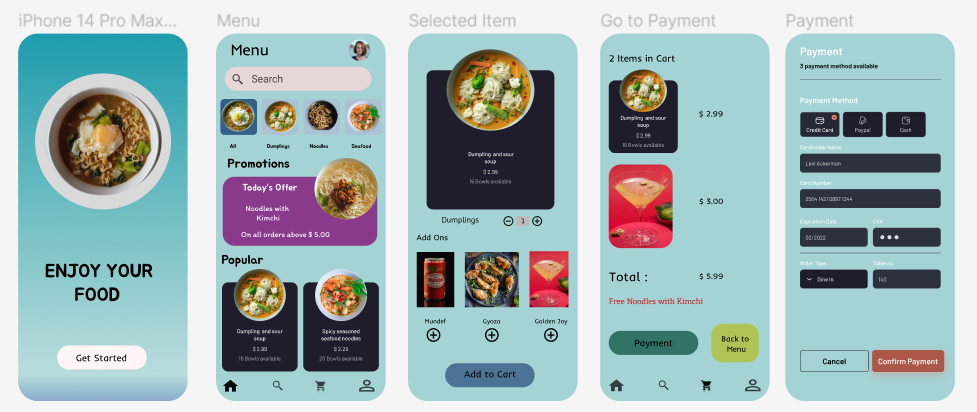 iPhone 14 Pro Max...
ENJOY YOUR
FOOD
Get Started
Menu
Menu
Search
All
Dumplings
Noodles
Seafood
Promotions
Today's Offer
Noodles with
Kimchi
On all orders above $ 5.00
Popular
Dumpling and sour
soup
$ 2.99
16 Bowls available
Spicy seasoned
seafood noodles
$ 2.29
20 Bowls available
Selected Item
Dumpling and sour
soup
$ 2.99
16 Bowls available
Dumplings
1
Add Ons
Mundet
Gyoza
Golden Joy
Add to Cart
Go to Payment
2 Items in Cart
Dumpling and sour
soup
$ 2.99
16 Bowls available
$ 2.99
$ 3.00
Total :
$ 5.99
Free Noodles with Kimchi
Payment
Back to
Menu
Payment
Payment
3 payment method available
Payment Method
Credit Card
Paypal
Cash
Cardholder Name
Levi Ackerman
Card Number
2564 1421 0897 1244
Expiration Date
CVV
02/2022
Order Type
Table no.
Dine In
140
Cancel
Confirm Payment